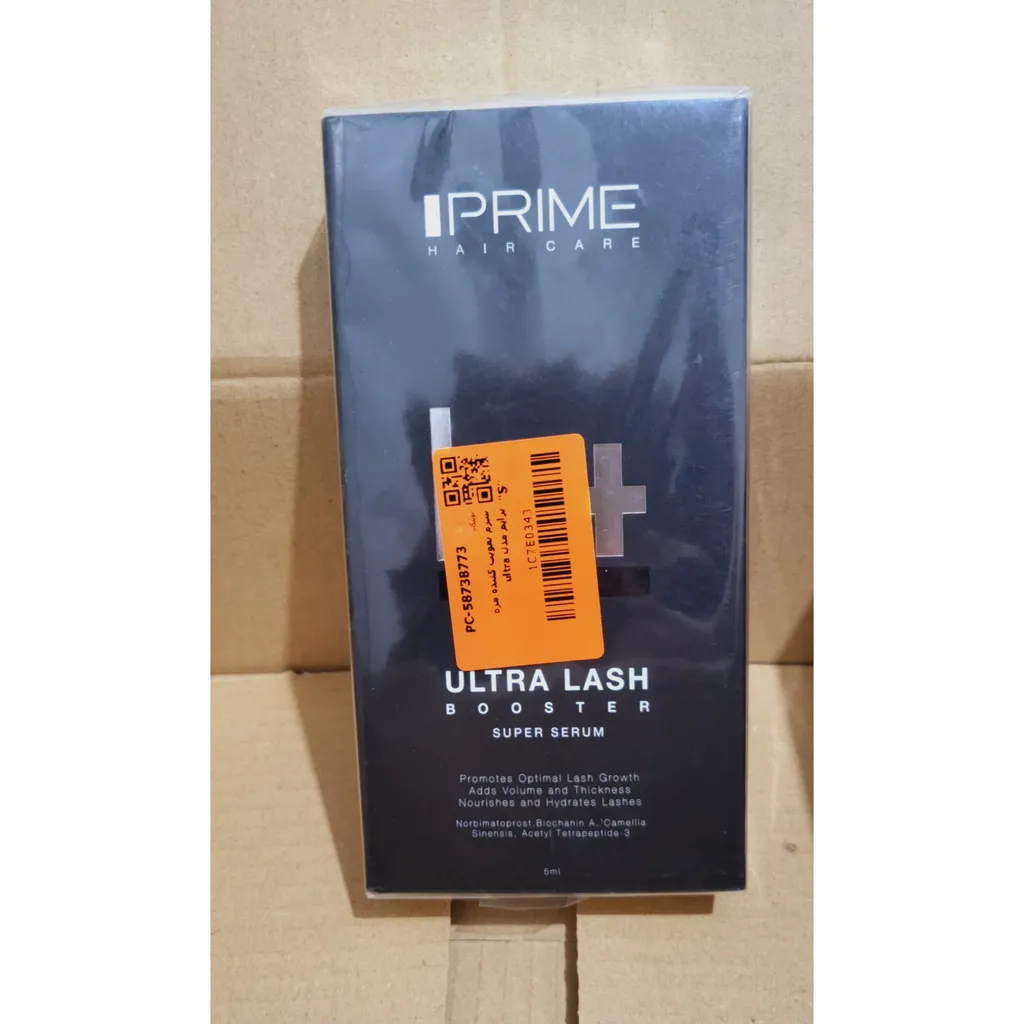 PRIME
HAIR CARE
PC-58738773
سرم تقویت کننده مژه
پرایم مدل ultra
1C7E0343
ULTRA LASH
BOOSTER
SUPER SERUM
Promotes Optimal Lash Growth
Adds Volume and Thickness
Nourishes and Hydrates Lashes
Norbimatoprost, Biochanin A, Camellia
Sinensis, Acetyl Tetrapeptide-3
6ml